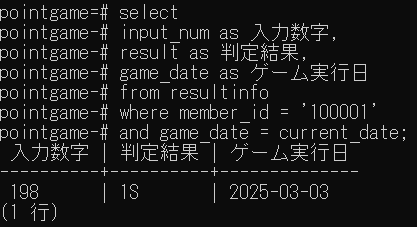 pointgame=# select
pointgame-# input_num as 入力数字,
pointgame-# result as 判定結果,
pointgame-# game_date as ゲーム実行日
pointgame-# from resultinfo
pointgame-# where member_id = '100001'
pointgame-# and game_date = current_date;
 入力数字 | 判定結果 | ゲーム実行日
----------+----------+--------------
 198      | 1S       | 2025-03-03
(1 行)